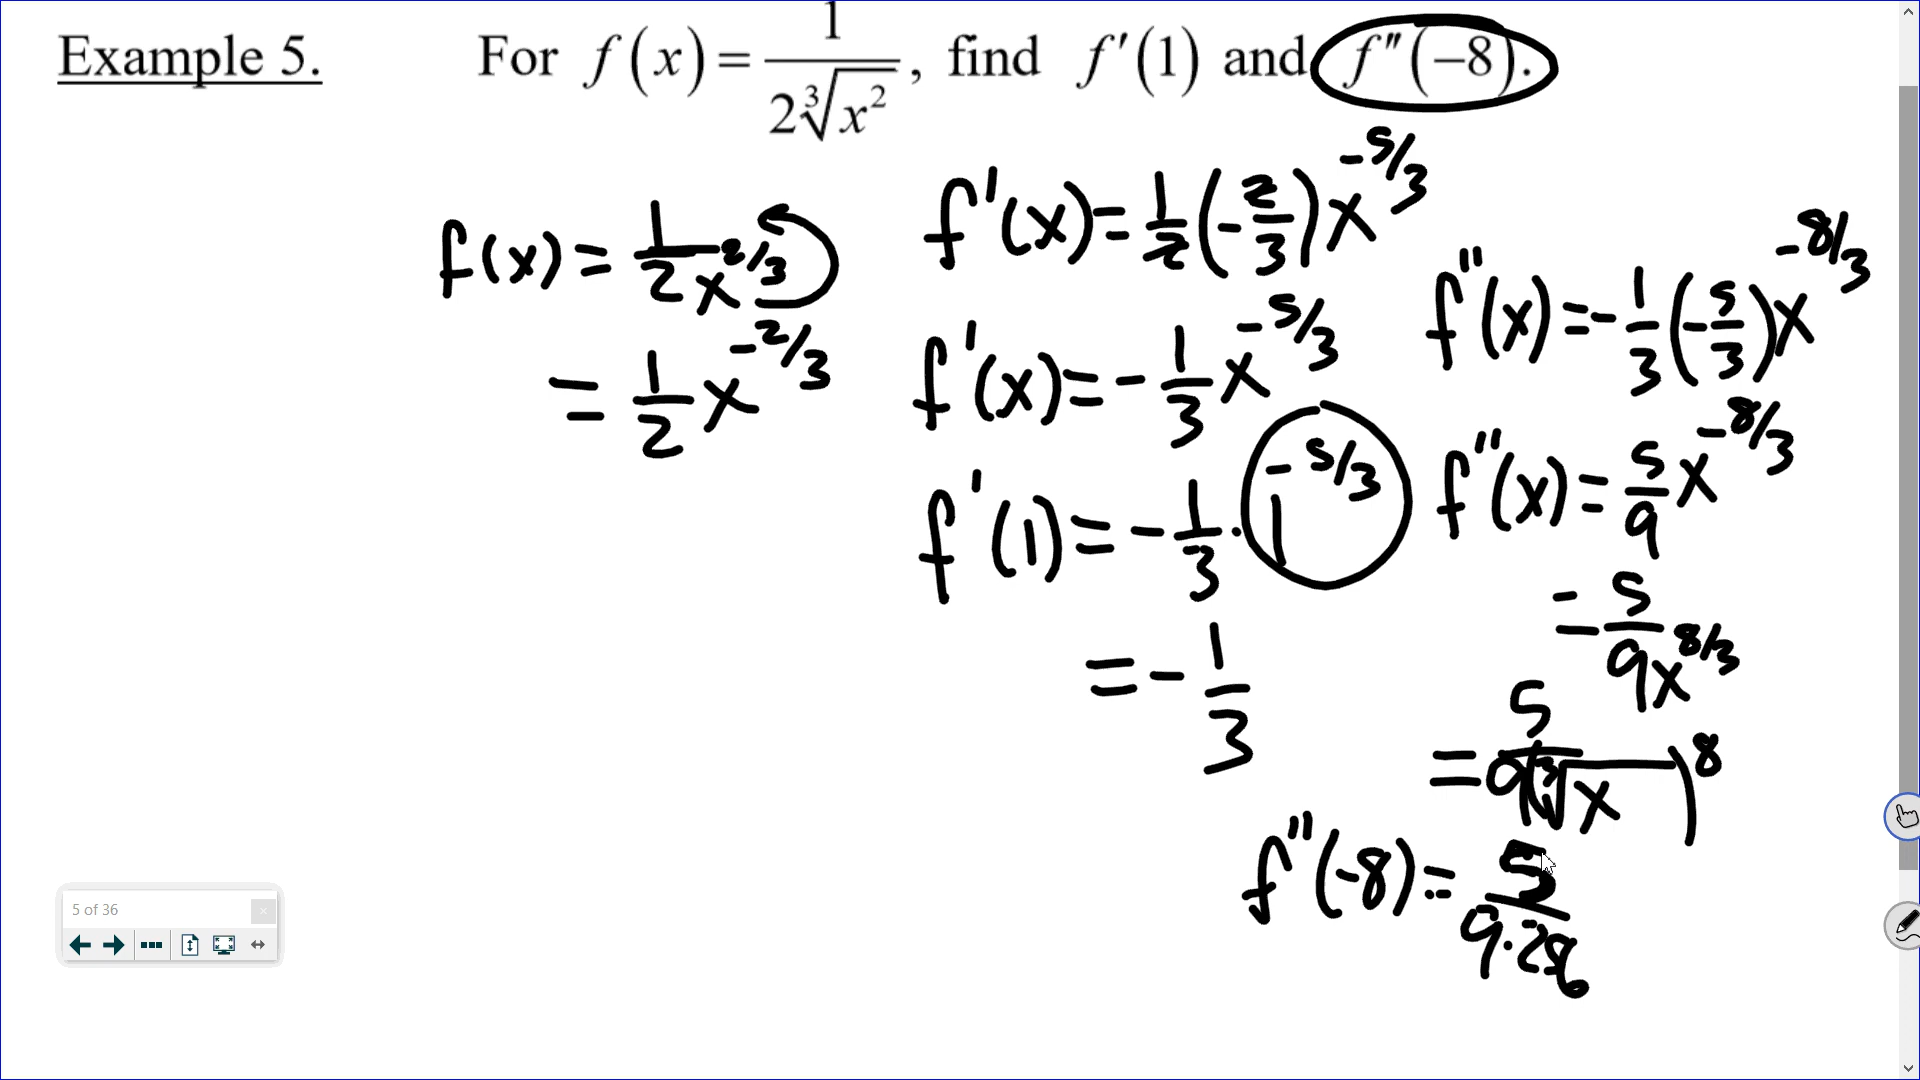 Example 5. For f(x) = 1/(2∛x²), find f′(1) and f″(−8).
f(x) = 1/(2x^(2/3))
= 1/2 x^(-2/3)
f'(x) = 1/2 (-2/3) x^(-5/3)
f'(x) = -1/3 x^(-5/3)
f'(1) = -1/3 · 1^(-5/3)
= -1/3
f''(x) = -1/3 (-5/3) x^(-8/3)
f''(x) = 5/9 x^(-8/3)
= 5/(9x^(8/3))
= 5/(9(∛x)^8)
f''(-8) = 5/(9·256)
5 of 36